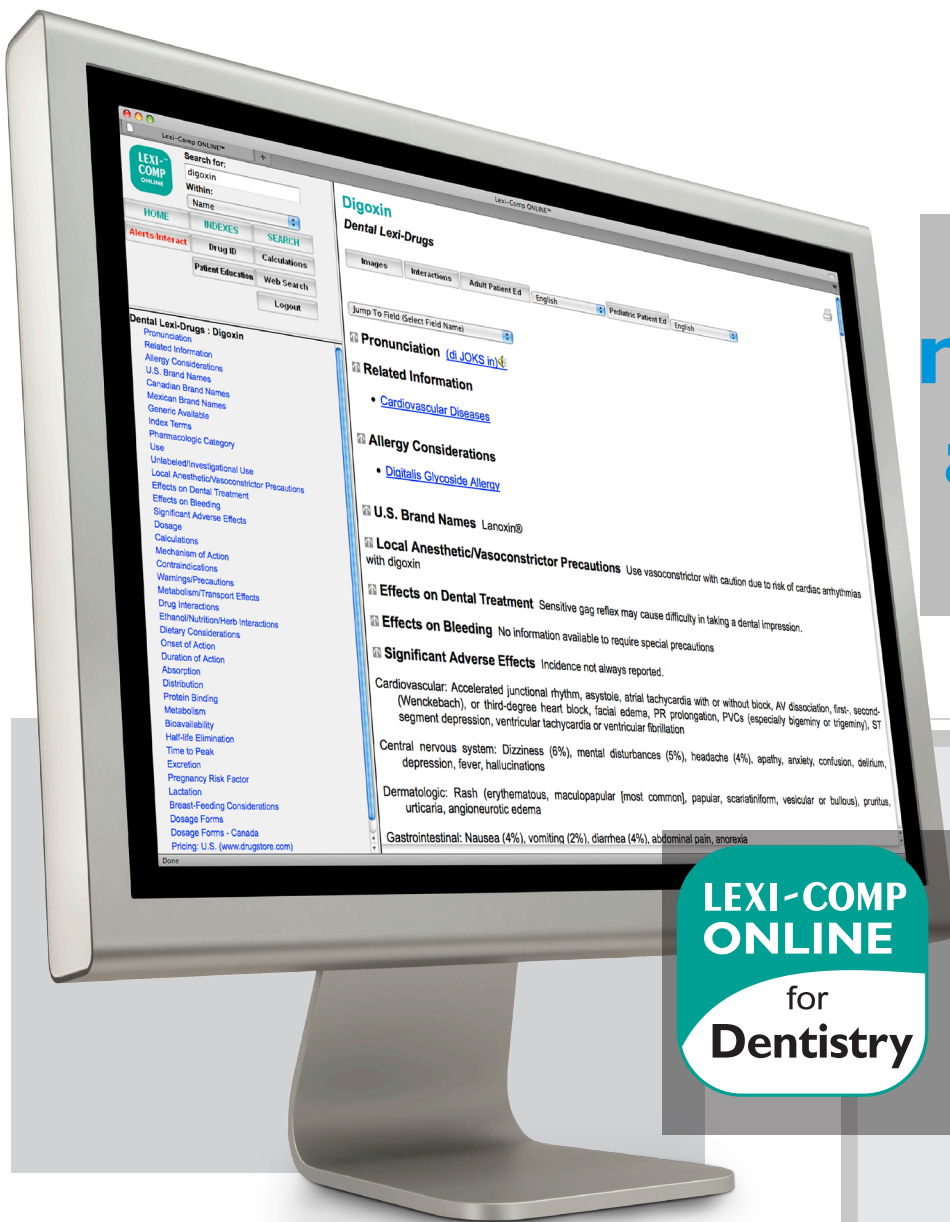 Lexi-Comp ONLINE™
+
Lexi-Comp ONLINE™
LEXI-
COMP
ONLINE
Search for:
digoxin
Within:
Name
HOME
INDEXES
SEARCH
Alerts
Interact
Drug ID
Calculations
Patient Education
Web Search
Logout
Dental Lexi-Drugs : Digoxin
Pronunciation
Related Information
Allergy Considerations
U.S. Brand Names
Canadian Brand Names
Mexican Brand Names
Generic Available
Index Terms
Pharmacologic Category
Use
Unlabeled/Investigational Use
Local Anesthetic/Vasoconstrictor Precautions
Effects on Dental Treatment
Effects on Bleeding
Significant Adverse Effects
Dosage
Calculations
Mechanism of Action
Contraindications
Warnings/Precautions
Metabolism/Transport Effects
Drug Interactions
Ethanol/Nutrition/Herb Interactions
Dietary Considerations
Onset of Action
Duration of Action
Absorption
Distribution
Protein Binding
Metabolism
Bioavailability
Half-life Elimination
Time to Peak
Excretion
Pregnancy Risk Factor
Lactation
Breast-Feeding Considerations
Dosage Forms
Dosage Forms - Canada
Pricing: U.S. (www.drugstore.com)
Done
Digoxin
Dental Lexi-Drugs
Images
Interactions
Adult Patient Ed
English
Pediatric Patient Ed
English
Jump To Field (Select Field Name)
Pronunciation (di JOKS in)
Related Information
• Cardiovascular Diseases
Allergy Considerations
• Digitalis Glycoside Allergy
U.S. Brand Names Lanoxin®
Local Anesthetic/Vasoconstrictor Precautions Use vasoconstrictor with caution due to risk of cardiac arrhythmias
with digoxin
Effects on Dental Treatment Sensitive gag reflex may cause difficulty in taking a dental impression.
Effects on Bleeding No information available to require special precautions
Significant Adverse Effects Incidence not always reported.
Cardiovascular: Accelerated junctional rhythm, asystole, atrial tachycardia with or without block, AV dissociation, first-, second-
(Wenckebach), or third-degree heart block, facial edema, PR prolongation, PVCs (especially bigeminy or trigeminy), ST
segment depression, ventricular tachycardia or ventricular fibrillation
Central nervous system: Dizziness (6%), mental disturbances (5%), headache (4%), apathy, anxiety, confusion, delirium,
depression, fever, hallucinations
Dermatologic: Rash (erythematous, maculopapular [most common], papular, scarlatiniform, vesicular or bullous), pruritus,
urticaria, angioneurotic edema
Gastrointestinal: Nausea (4%), vomiting (2%), diarrhea (4%), abdominal pain, anorexia
LEXI-COMP
ONLINE
for
Dentistry